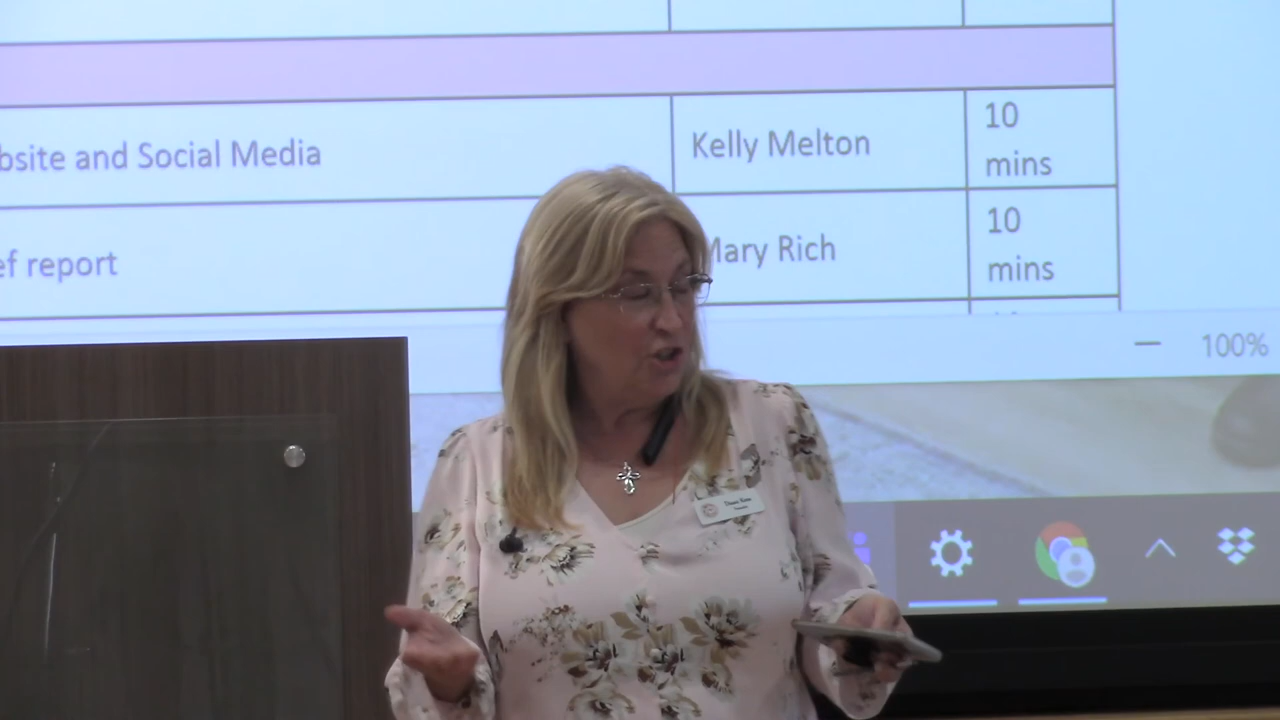 bsite and Social Media
Kelly Melton
10
mins
ef report
Mary Rich
10
mins
100%